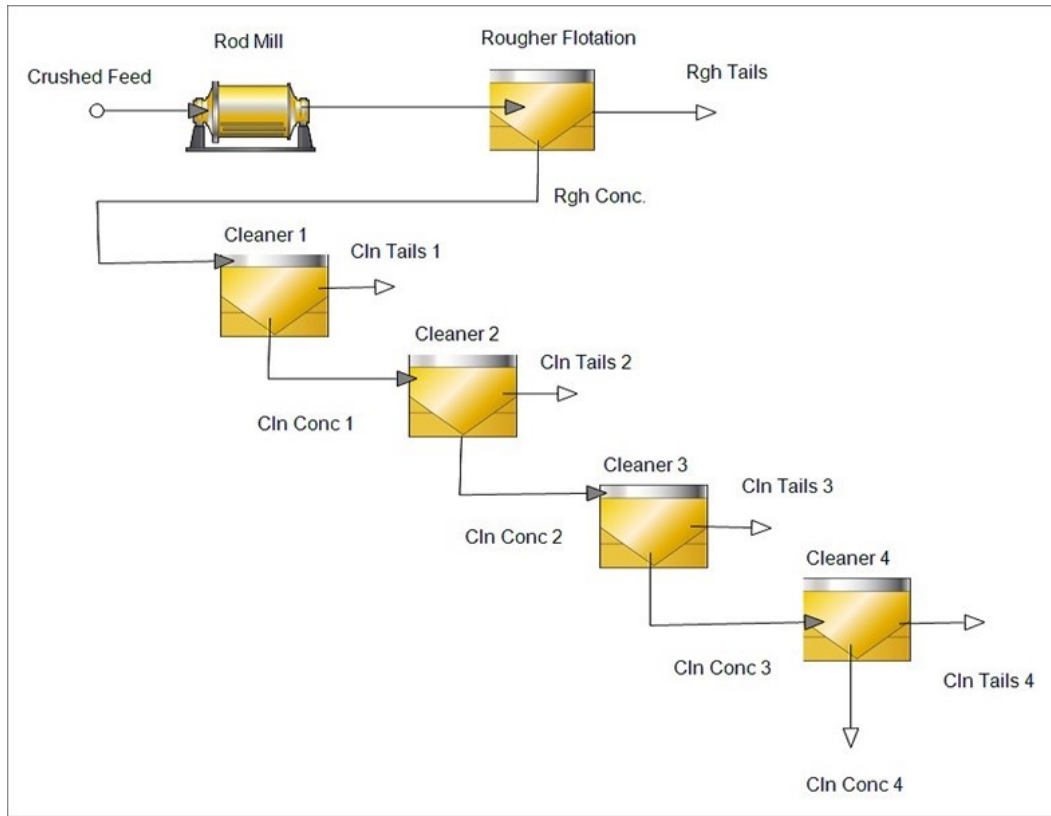 Rod Mill
Rougher Flotation
Crushed Feed
Rgh Tails
Rgh Conc.
Cleaner 1
Cln Tails 1
Cleaner 2
Cln Tails 2
Cln Conc 1
Cleaner 3
Cln Tails 3
Cln Conc 2
Cleaner 4
Cln Conc 3
Cln Tails 4
Cln Conc 4